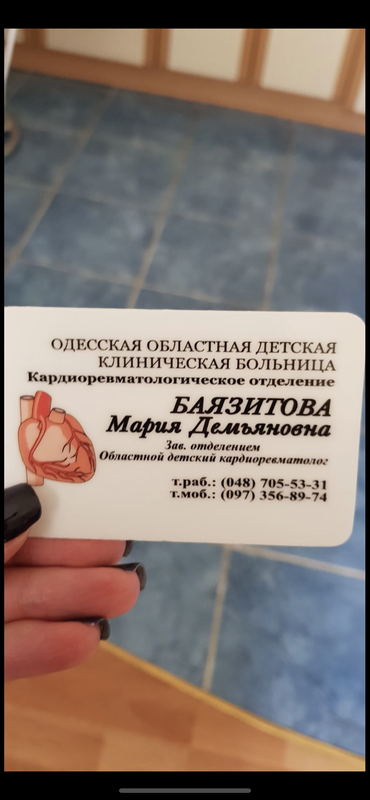 ОДЕССКАЯ ОБЛАСТНАЯ ДЕТСКАЯ
КЛИНИЧЕСКАЯ БОЛЬНИЦА
Кардиоревматологическое отделение
БАЯЗИТОВА
Мария Демьяновна
Зав. отделением
Областной детский кардиоревматолог
т.раб.: (048) 705-53-31
т.моб.: (097) 356-89-74